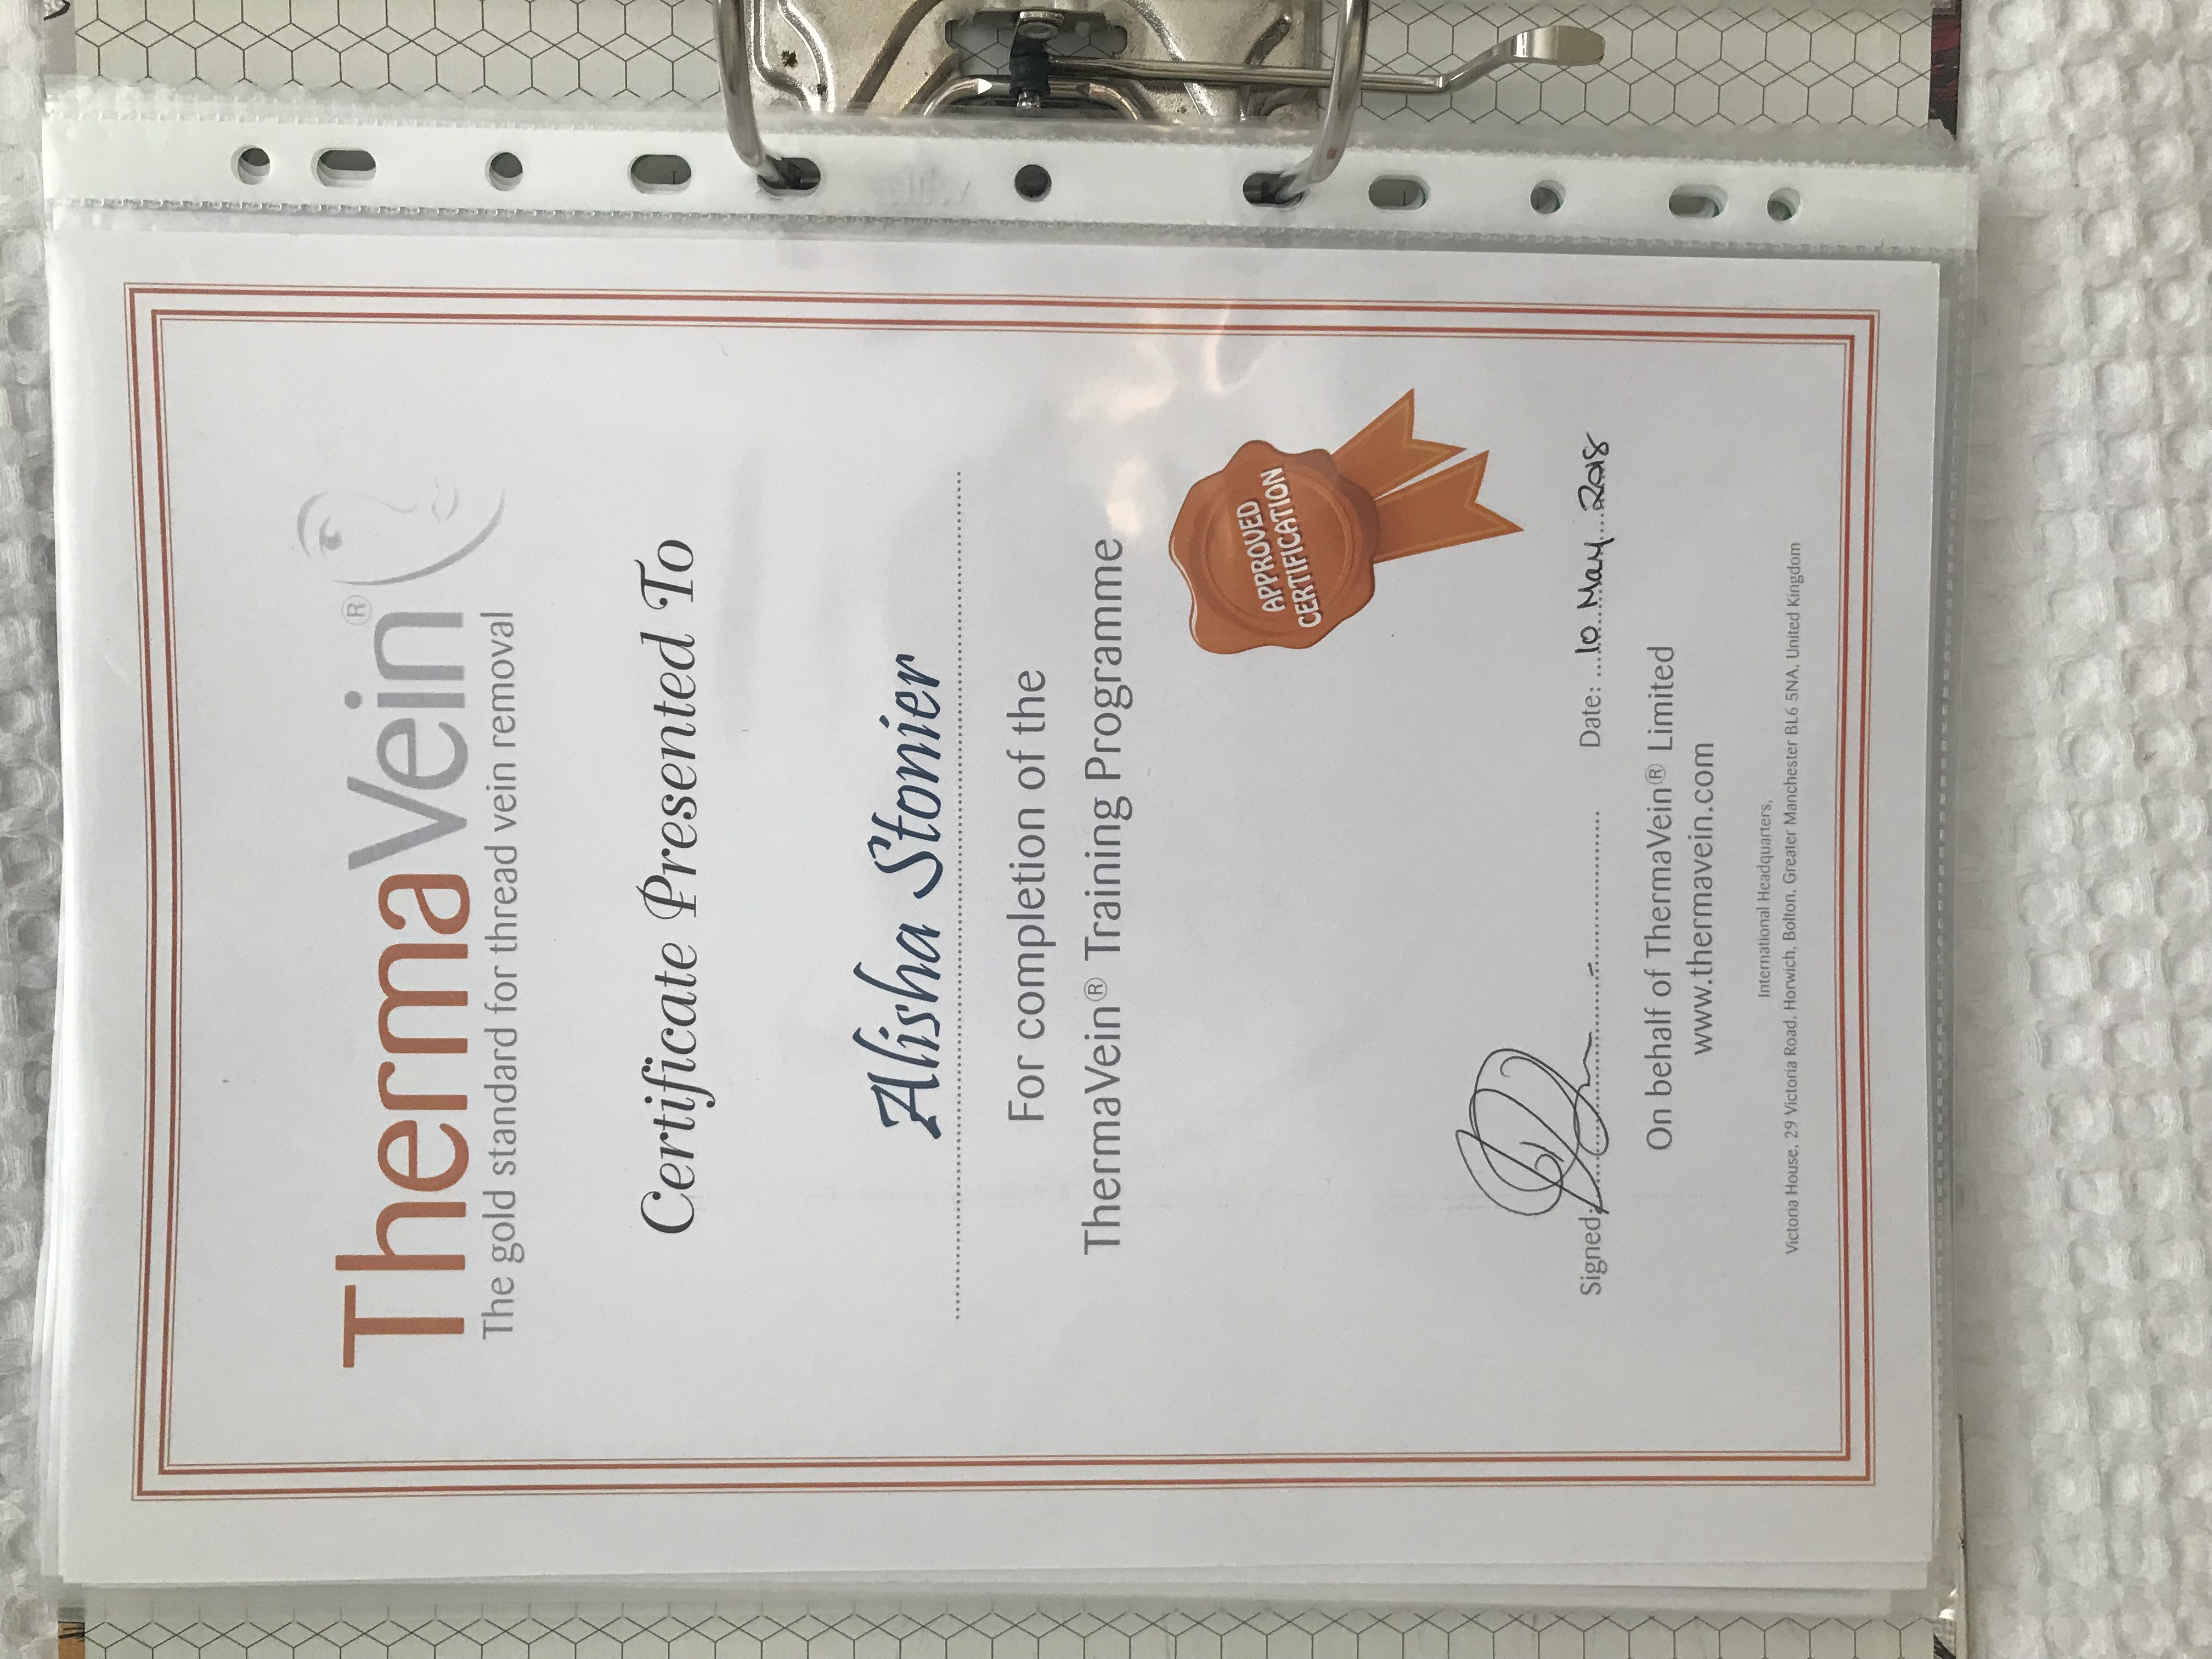 ThermaVein®
The gold standard for thread vein removal
Certificate Presented To
Alisha Stonier
For completion of the
ThermaVein® Training Programme
APPROVED
CERTIFICATION
Signed:
Date: 10 May 2018
On behalf of ThermaVein® Limited
www.thermavein.com
International Headquarters,
Victoria House, 29 Victoria Road, Horwich, Bolton, Greater Manchester BL6 5NA, United Kingdom